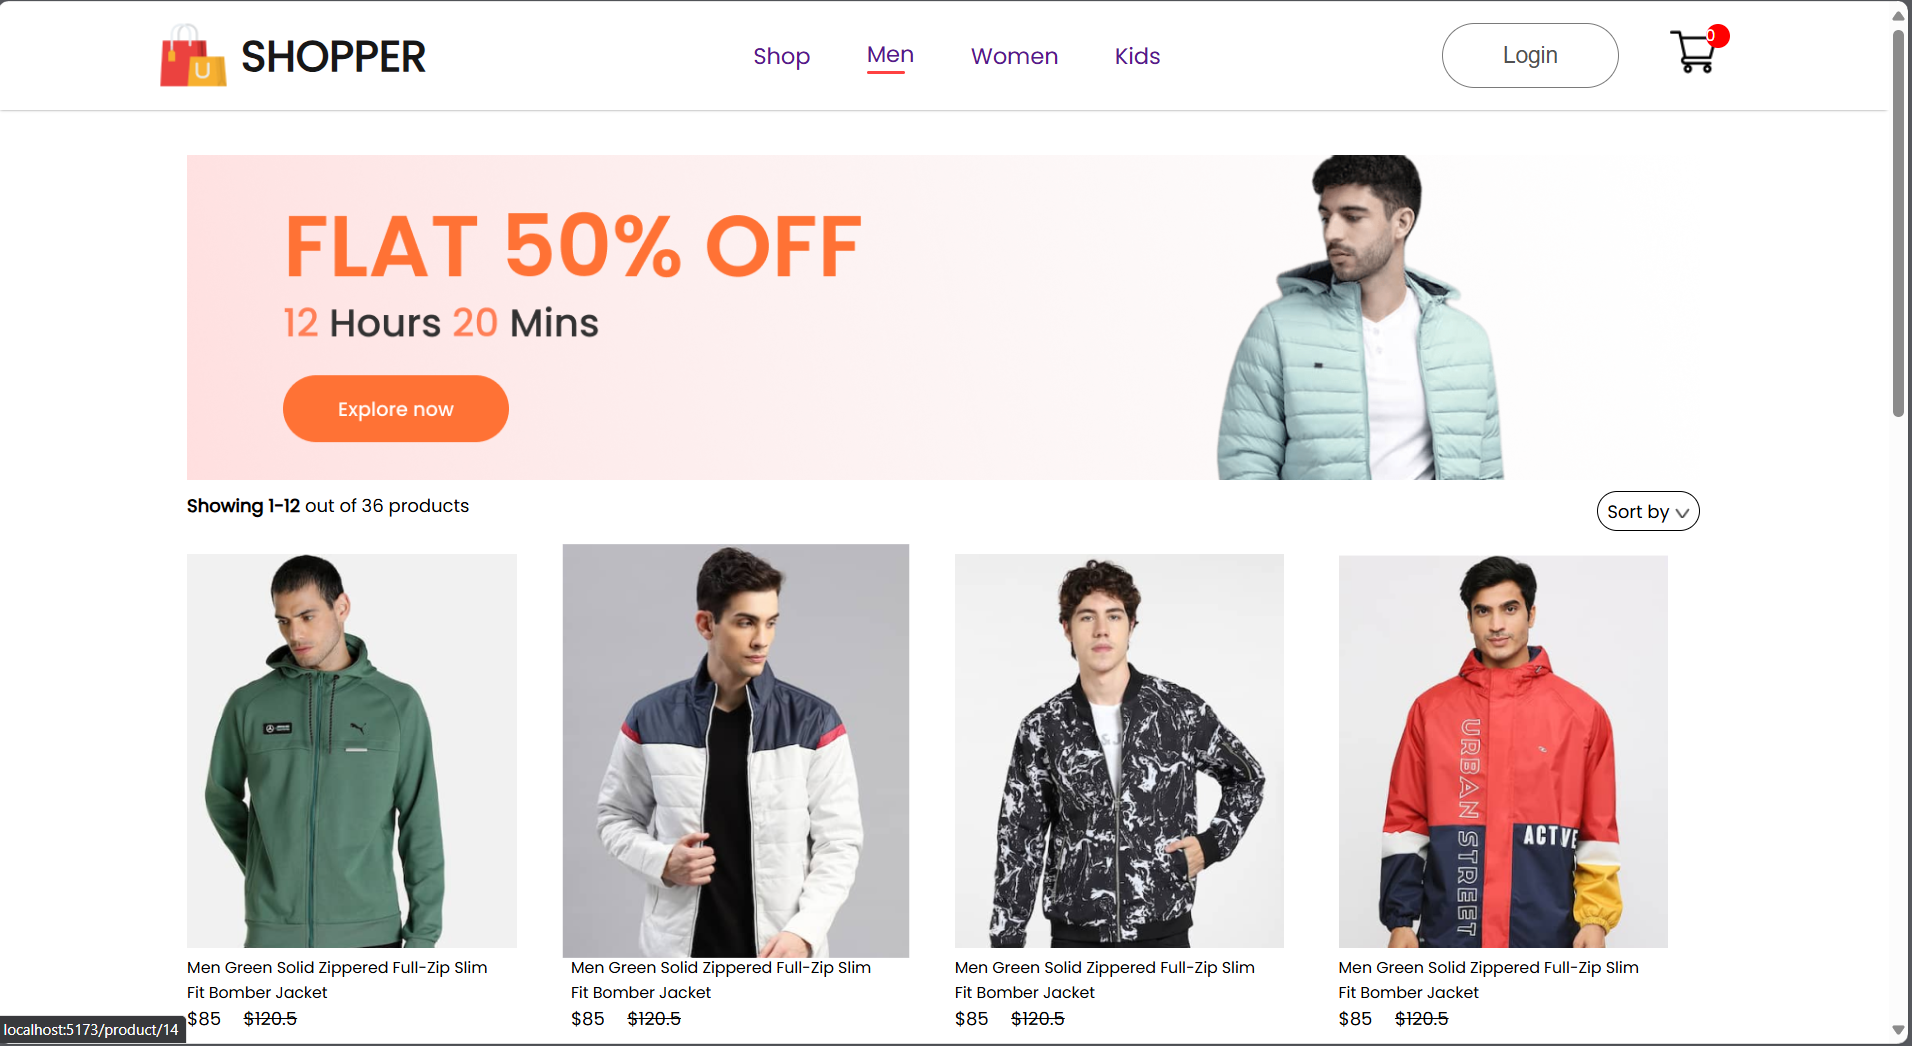 U
SHOPPER
Shop
Men
Women
Kids
Login
0
FLAT 50% OFF
12 Hours 20 Mins
Explore now
Showing 1-12 out of 36 products
Sort by
URBAN STREET
ACTIVE
Men Green Solid Zippered Full-Zip Slim
Fit Bomber Jacket
$85 $120.5
Men Green Solid Zippered Full-Zip Slim
Fit Bomber Jacket
$85 $120.5
Men Green Solid Zippered Full-Zip Slim
Fit Bomber Jacket
$85 $120.5
Men Green Solid Zippered Full-Zip Slim
Fit Bomber Jacket
$85 $120.5
localhost:5173/product/14